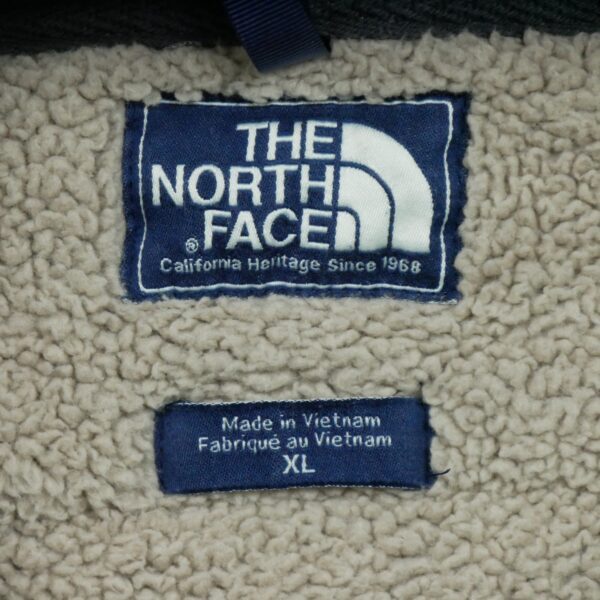 THE
NORTH
FACE
®
California Heritage Since 1968
Made in Vietnam
Fabriqué au Vietnam
XL